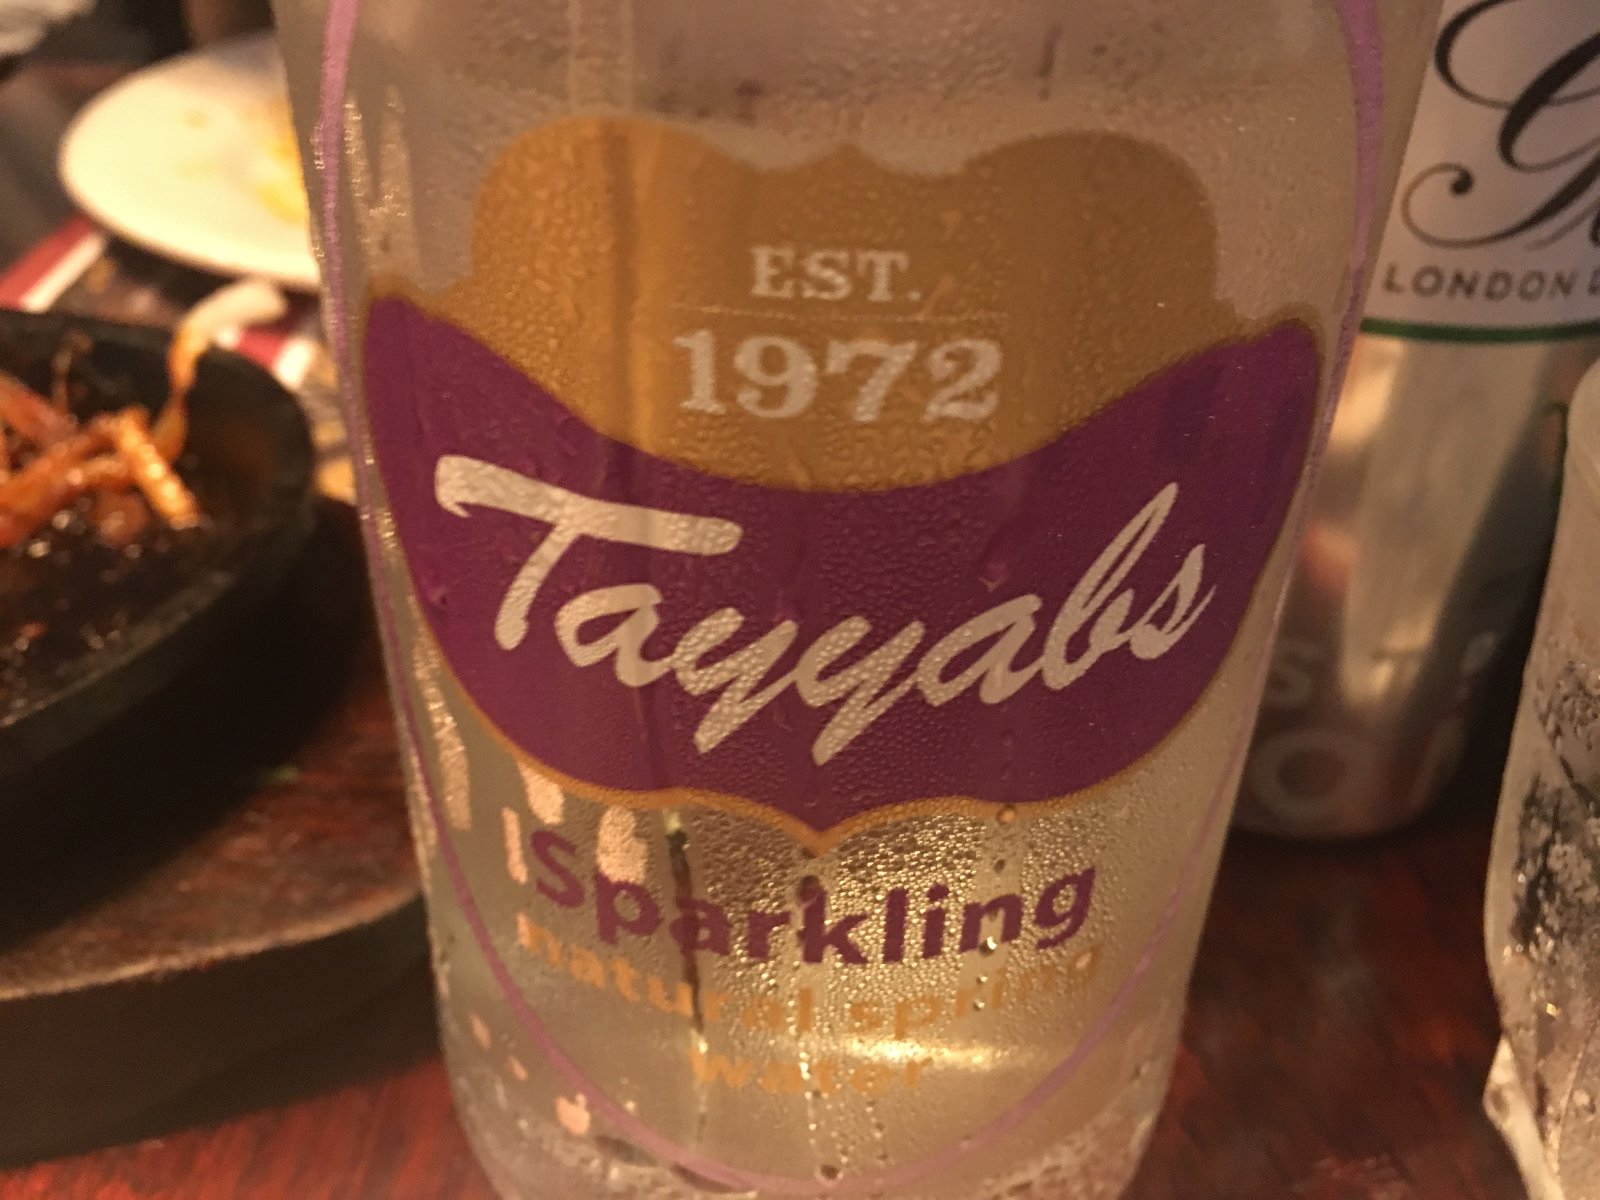 EST.
1972
Tayyabs
Sparkling
natural spring
water
LONDON